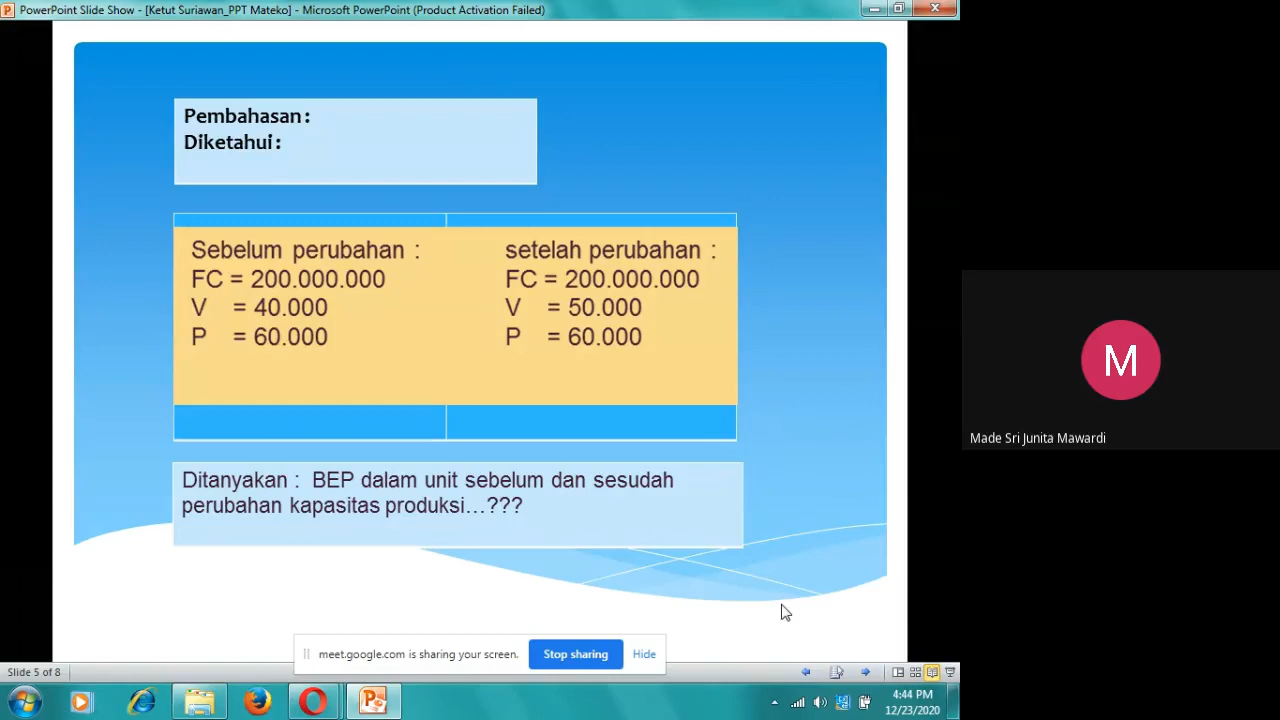 PowerPoint Slide Show - [Ketut Suriawan_PPT Mateko] - Microsoft PowerPoint (Product Activation Failed)
Pembahasan :
Diketahui :
Sebelum perubahan :
FC = 200.000.000
V = 40.000
P = 60.000
setelah perubahan :
FC = 200.000.000
V = 50.000
P = 60.000
Ditanyakan : BEP dalam unit sebelum dan sesudah
perubahan kapasitas produksi...???
M
Made Sri Junita Mawardi
meet.google.com is sharing your screen.
Stop sharing
Hide
Slide 5 of 8
4:44 PM
12/23/2020